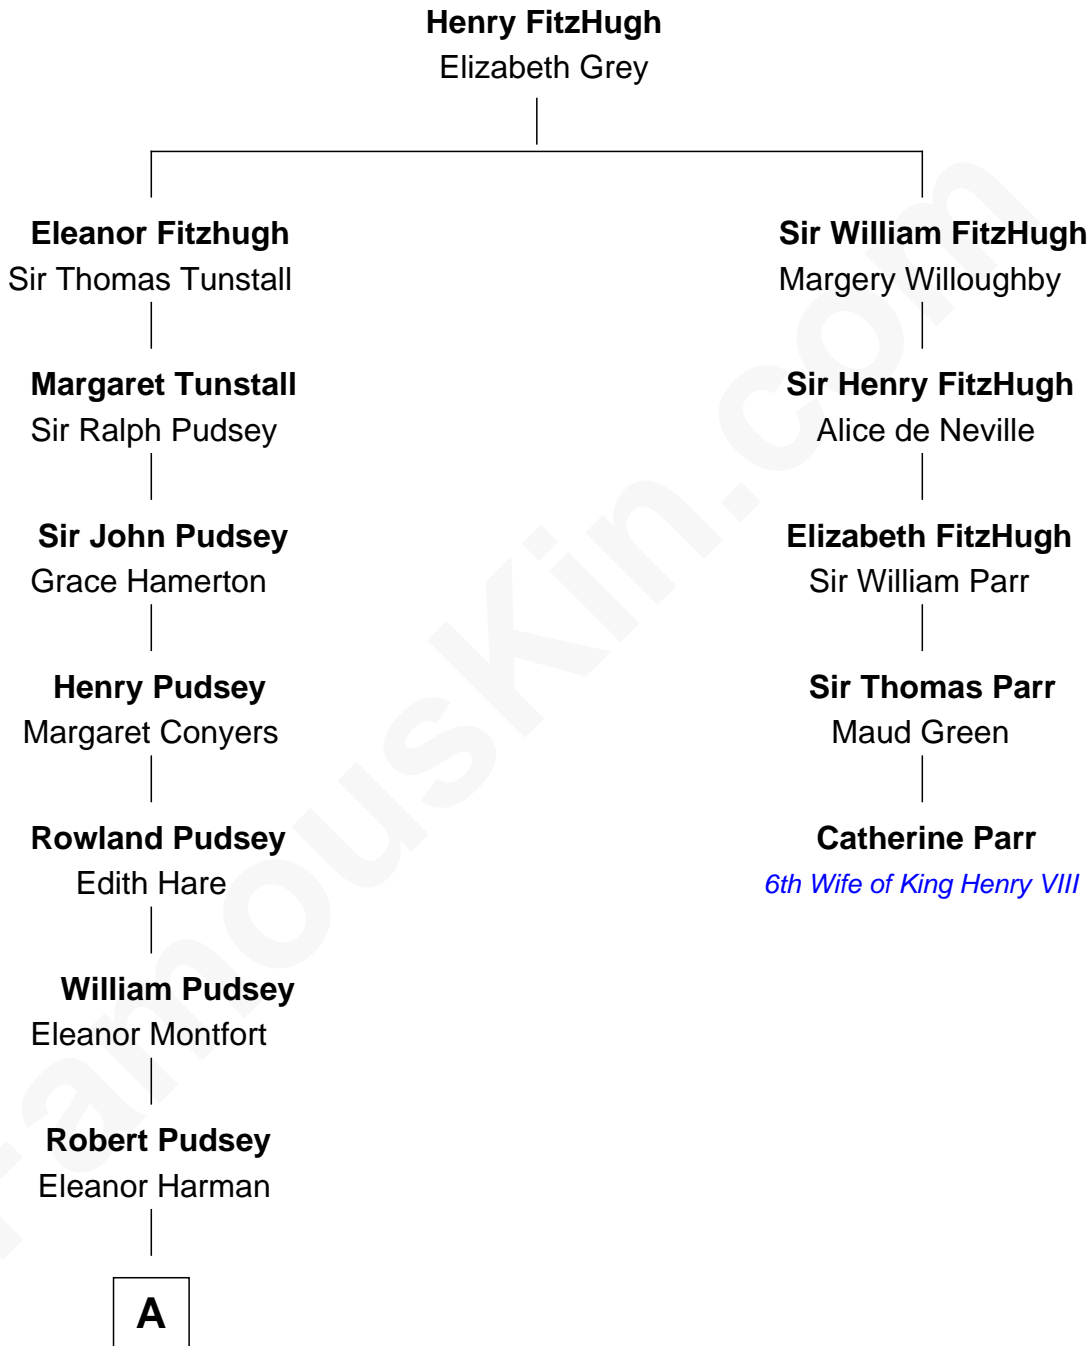 Henry FitzHugh
Elizabeth Grey
Eleanor Fitzhugh
Sir Thomas Tunstall
Margaret Tunstall
Sir Ralph Pudsey
Sir John Pudsey
Grace Hamerton
Henry Pudsey
Margaret Conyers
Rowland Pudsey
Edith Hare
William Pudsey
Eleanor Montfort
Robert Pudsey
Eleanor Harman
A
Sir William FitzHugh
Margery Willoughby
Sir Henry FitzHugh
Alice de Neville
Elizabeth FitzHugh
Sir William Parr
Sir Thomas Parr
Maud Green
Catherine Parr
6th Wife of King Henry VIII
FamousKin.com